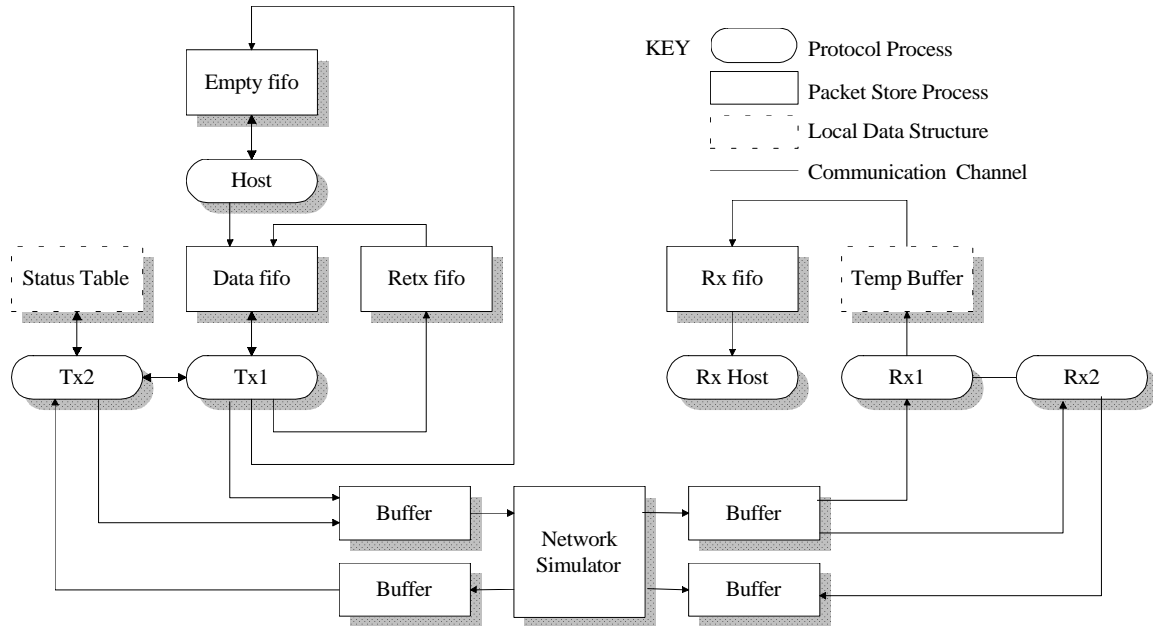 KEY
Protocol Process
Empty fifo
Packet Store Process
Local Data Structure
Host
Communication Channel
Status Table
Data fifo
Retx fifo
Rx fifo
Temp Buffer
Tx2
Tx1
Rx Host
Rx1
Rx2
Buffer
Network
Simulator
Buffer
Buffer
Buffer